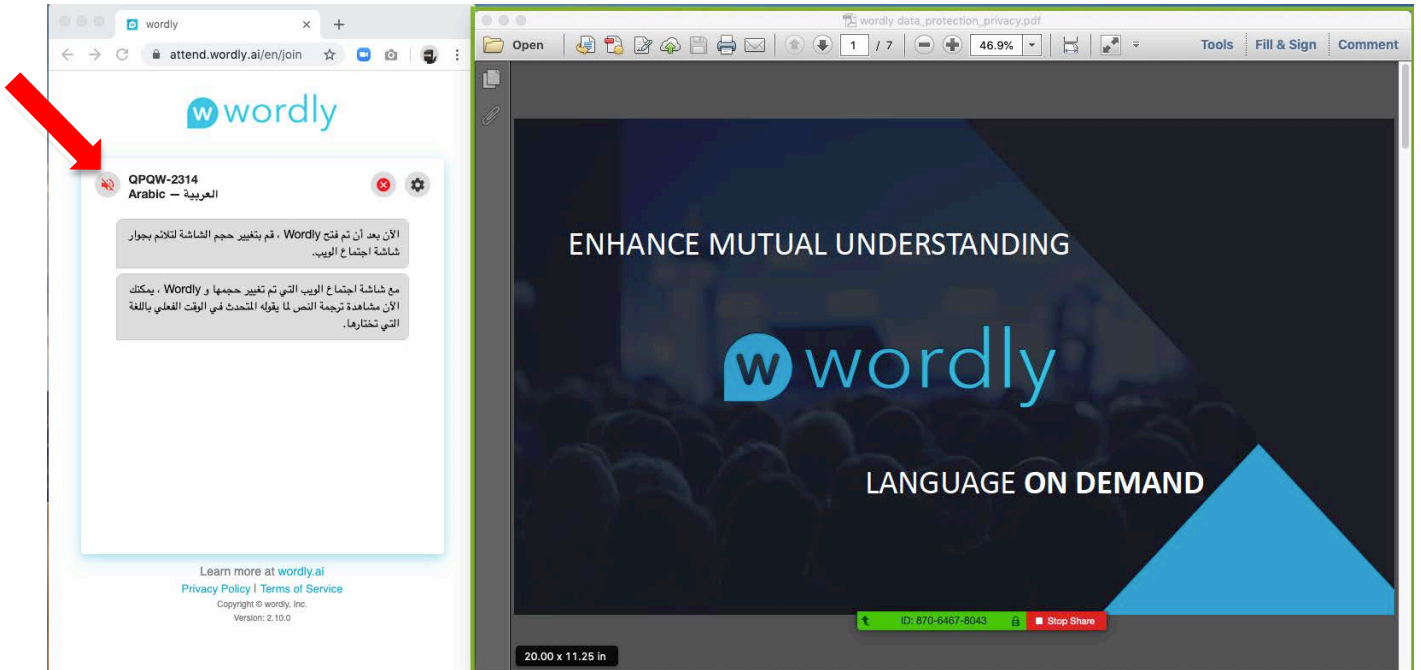 wordly
attend.wordly.ai/en/join
wordly
QPQW-2314
Arabic — العربية
الآن بعد أن تم فتح Wordly ، قم بتغيير حجم الشاشة لتلائم بجوار
شاشة اجتماع الويب.
مع شاشة اجتماع الويب التي تم تغيير حجمها و Wordly ، يمكنك
الآن مشاهدة ترجمة النص لما يقوله المتحدث في الوقت الفعلي باللغة
التي تختارها.
Learn more at wordly.ai
Privacy Policy | Terms of Service
Copyright © wordly, Inc.
Version: 2.10.0
wordly data_protection_privacy.pdf
Open 1 / 7 46.9% Tools Fill & Sign Comment
ENHANCE MUTUAL UNDERSTANDING
w wordly
LANGUAGE ON DEMAND
ID: 870-6467-8043 Stop Share
20.00 x 11.25 in